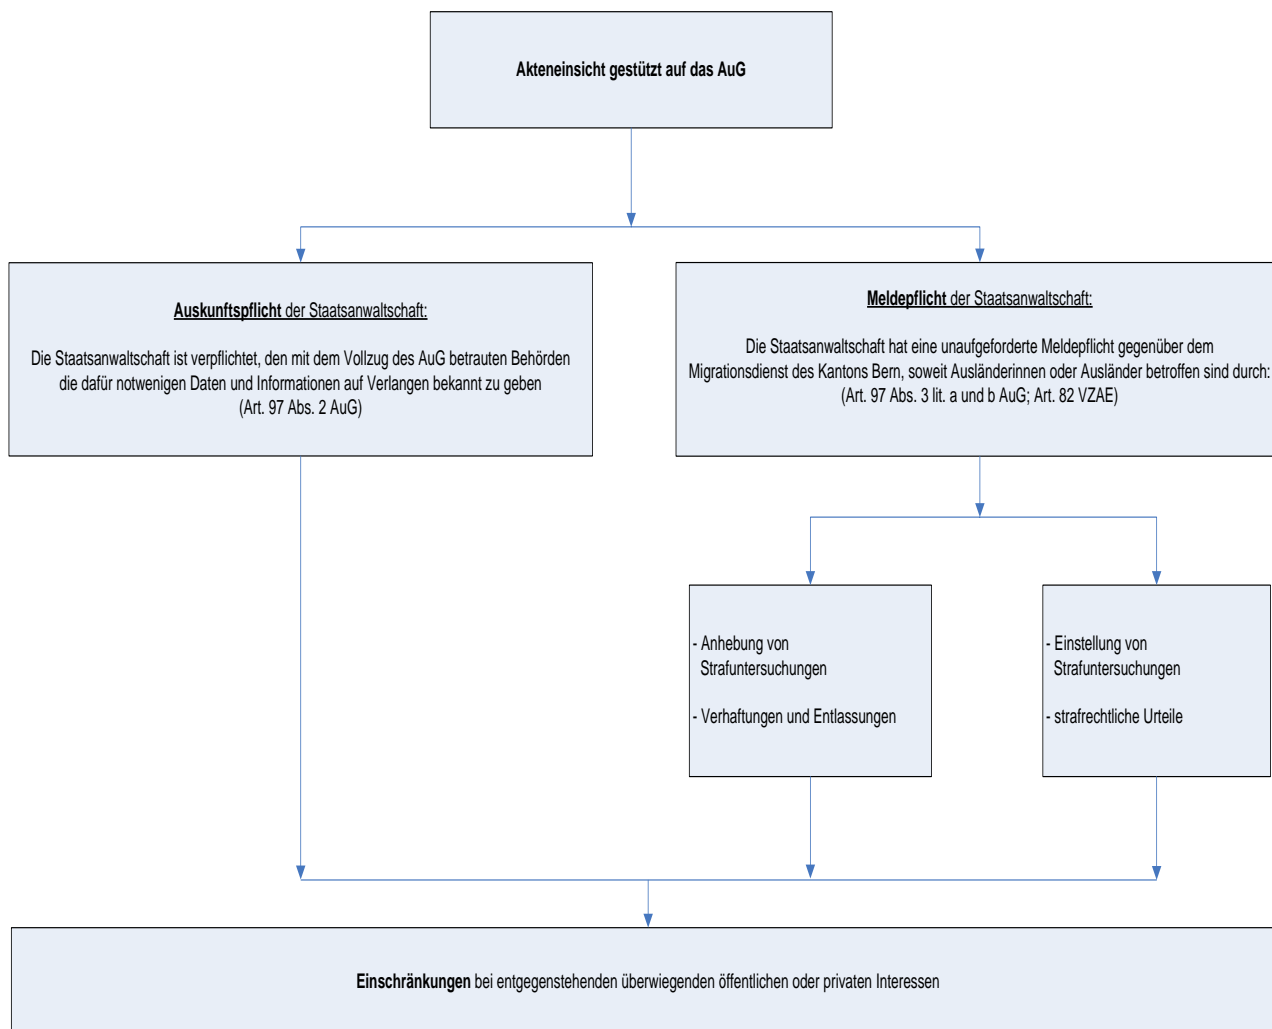 Akteneinsicht gestützt auf das AuG
Auskunftspflicht der Staatsanwaltschaft:
Die Staatsanwaltschaft ist verpflichtet, den mit dem Vollzug des AuG betrauten Behörden
die dafür notwenigen Daten und Informationen auf Verlangen bekannt zu geben
(Art. 97 Abs. 2 AuG)
Meldepflicht der Staatsanwaltschaft:
Die Staatsanwaltschaft hat eine unaufgeforderte Meldepflicht gegenüber dem
Migrationsdienst des Kantons Bern, soweit Ausländerinnen oder Ausländer betroffen sind durch:
(Art. 97 Abs. 3 lit. a und b AuG; Art. 82 VZAE)
- Anhebung von
Strafuntersuchungen
- Verhaftungen und Entlassungen
- Einstellung von
Strafuntersuchungen
- strafrechtliche Urteile
Einschränkungen bei entgegenstehenden überwiegenden öffentlichen oder privaten Interessen